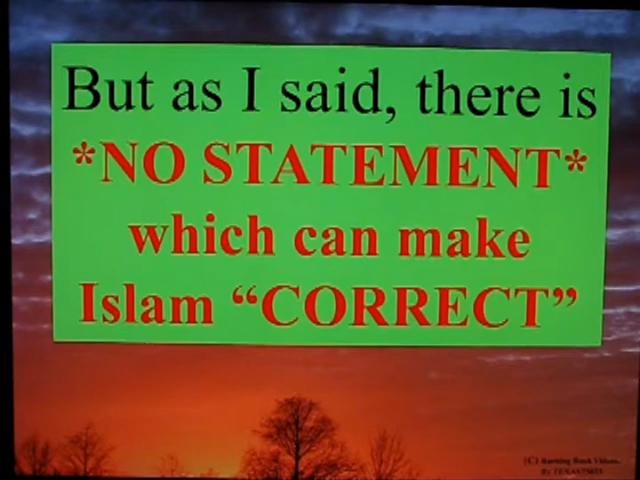 But as I said, there is
*NO STATEMENT*
which can make
Islam “CORRECT”